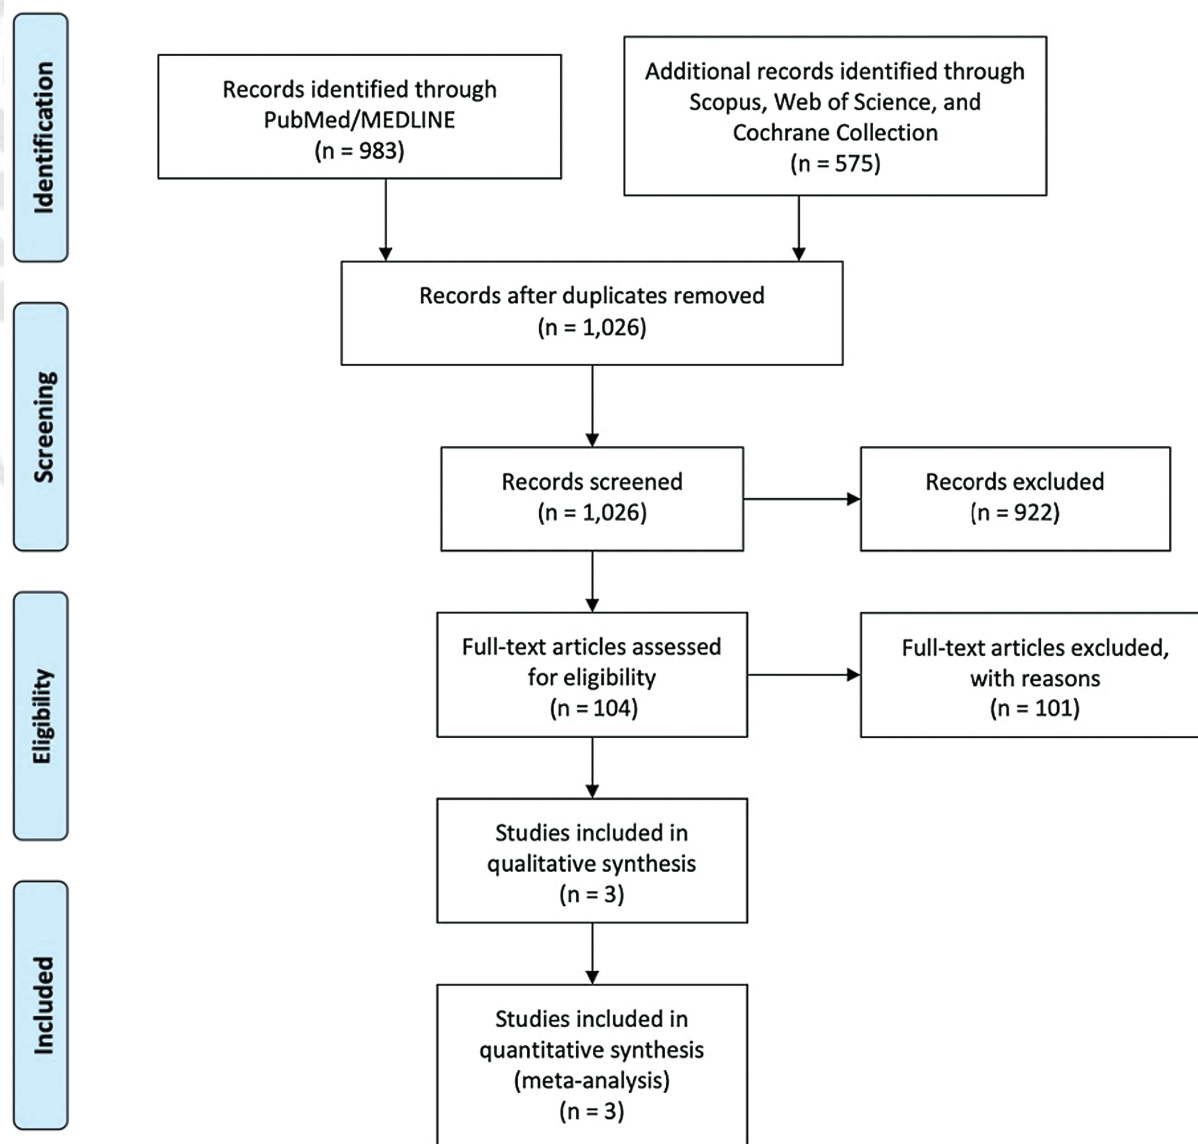 Identification
Records identified through
PubMed/MEDLINE
(n = 983)
Additional records identified through
Scopus, Web of Science, and
Cochrane Collection
(n = 575)
Records after duplicates removed
(n = 1,026)
Screening
Records screened
(n = 1,026)
Records excluded
(n = 922)
Eligibility
Full-text articles assessed
for eligibility
(n = 104)
Full-text articles excluded,
with reasons
(n = 101)
Studies included in
qualitative synthesis
(n = 3)
Included
Studies included in
quantitative synthesis
(meta-analysis)
(n = 3)